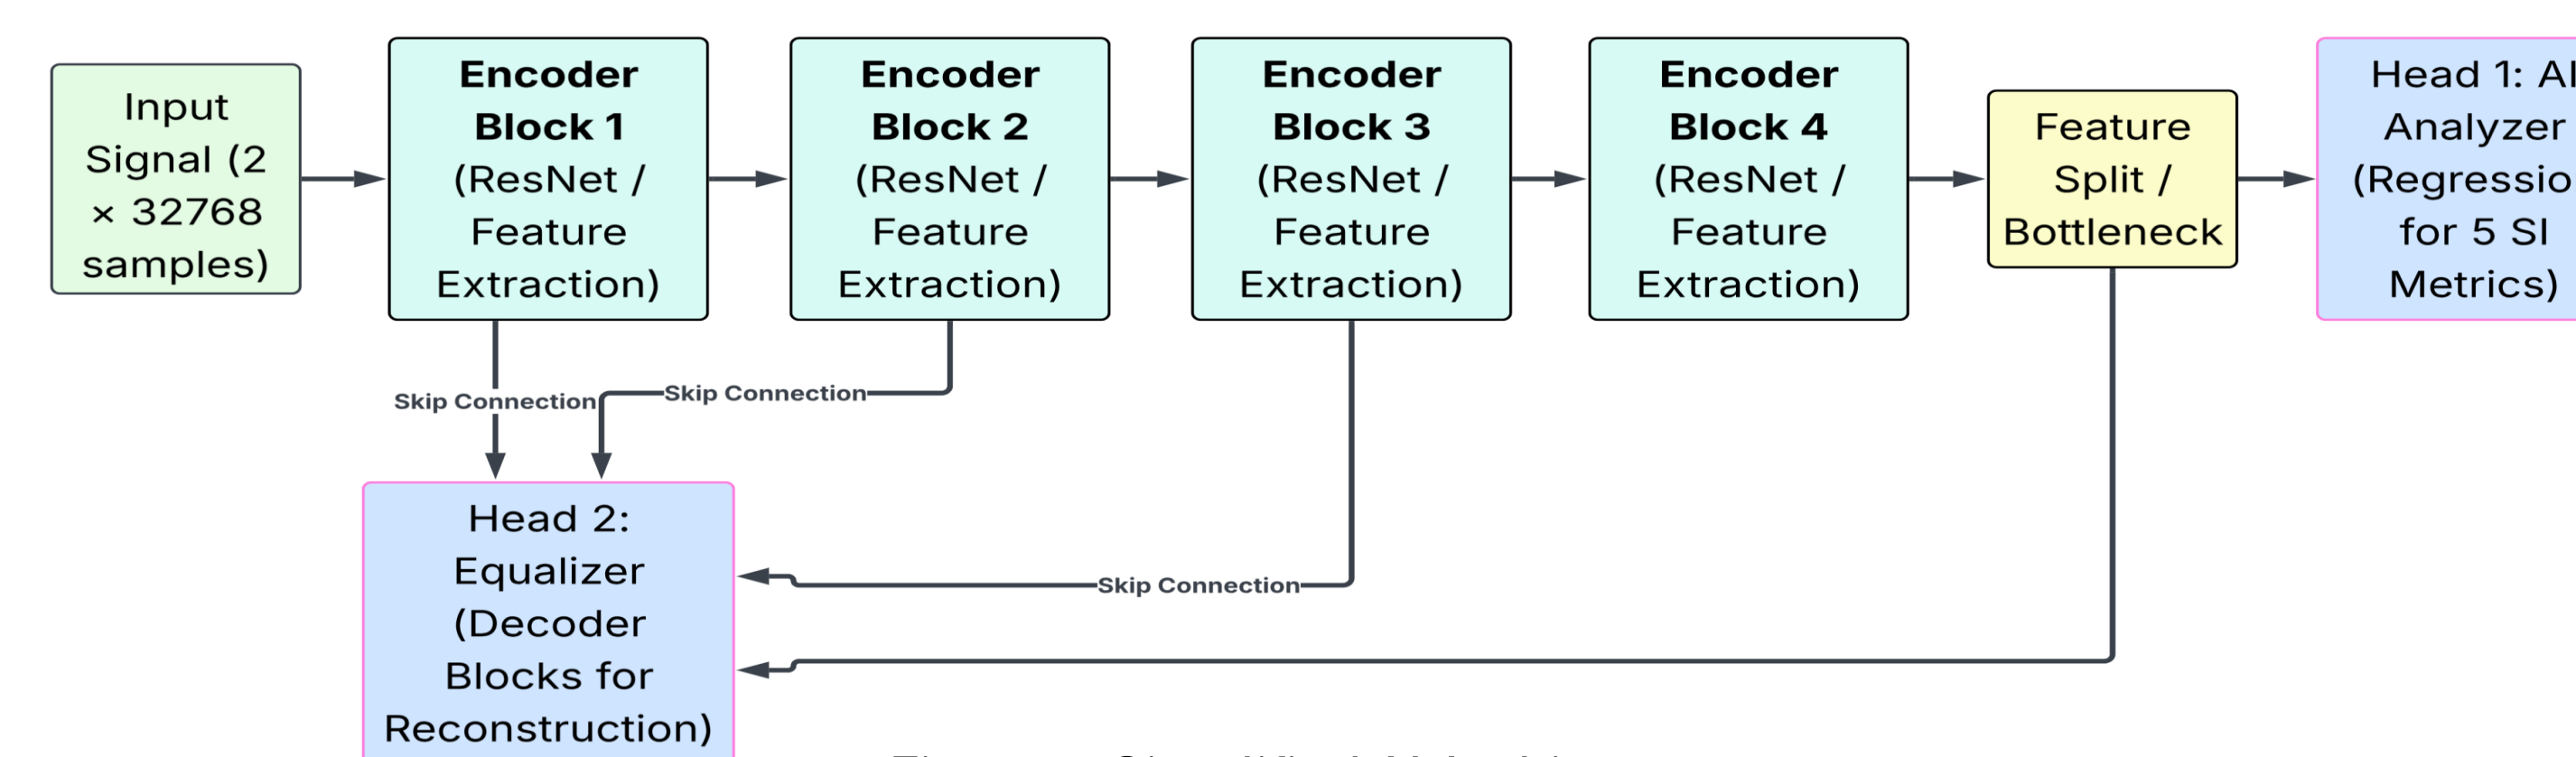 Input
Signal (2
× 32768
samples)
Encoder
Block 1
(ResNet /
Feature
Extraction)
Encoder
Block 2
(ResNet /
Feature
Extraction)
Encoder
Block 3
(ResNet /
Feature
Extraction)
Encoder
Block 4
(ResNet /
Feature
Extraction)
Feature
Split /
Bottleneck
Head 1: AI
Analyzer
(Regressio
for 5 SI
Metrics)
Skip Connection
Skip Connection
Skip Connection
Head 2:
Equalizer
(Decoder
Blocks for
Reconstruction)